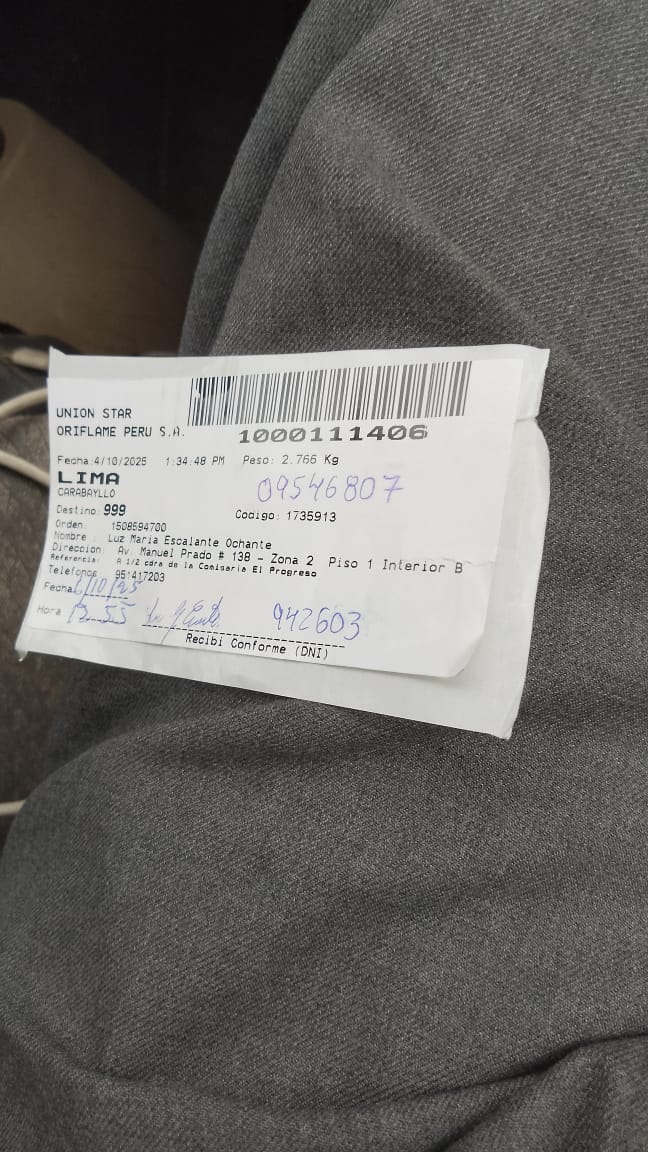 UNION STAR
ORIFLAME PERU S.A.
1000111406
Fecha:4/10/2025 1:34:48 PM Peso: 2.766 Kg
LIMA
09546807
CARABAYLLO
Destino: 999 Codigo: 1735913
Orden: 1508594700
Nombre : Luz Maria Escalante Ochante
Direccion: Av. Manuel Prado # 138 - Zona 2 Piso 1 Interior B
Referencia: A 1/2 cdra de la Comisaria El Progreso
Telefonos 951417203
Fecha: 6/10/25
Hora 12 55 942603
Recibi Conforme (DNI)